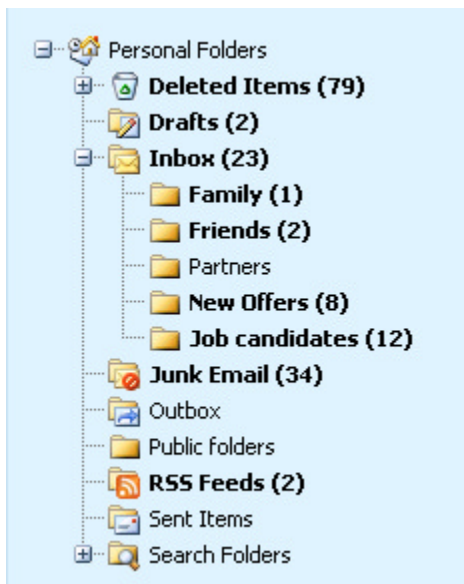 Personal Folders
Deleted Items (79)
Drafts (2)
Inbox (23)
Family (1)
Friends (2)
Partners
New Offers (8)
Job candidates (12)
Junk Email (34)
Outbox
Public folders
RSS Feeds (2)
Sent Items
Search Folders